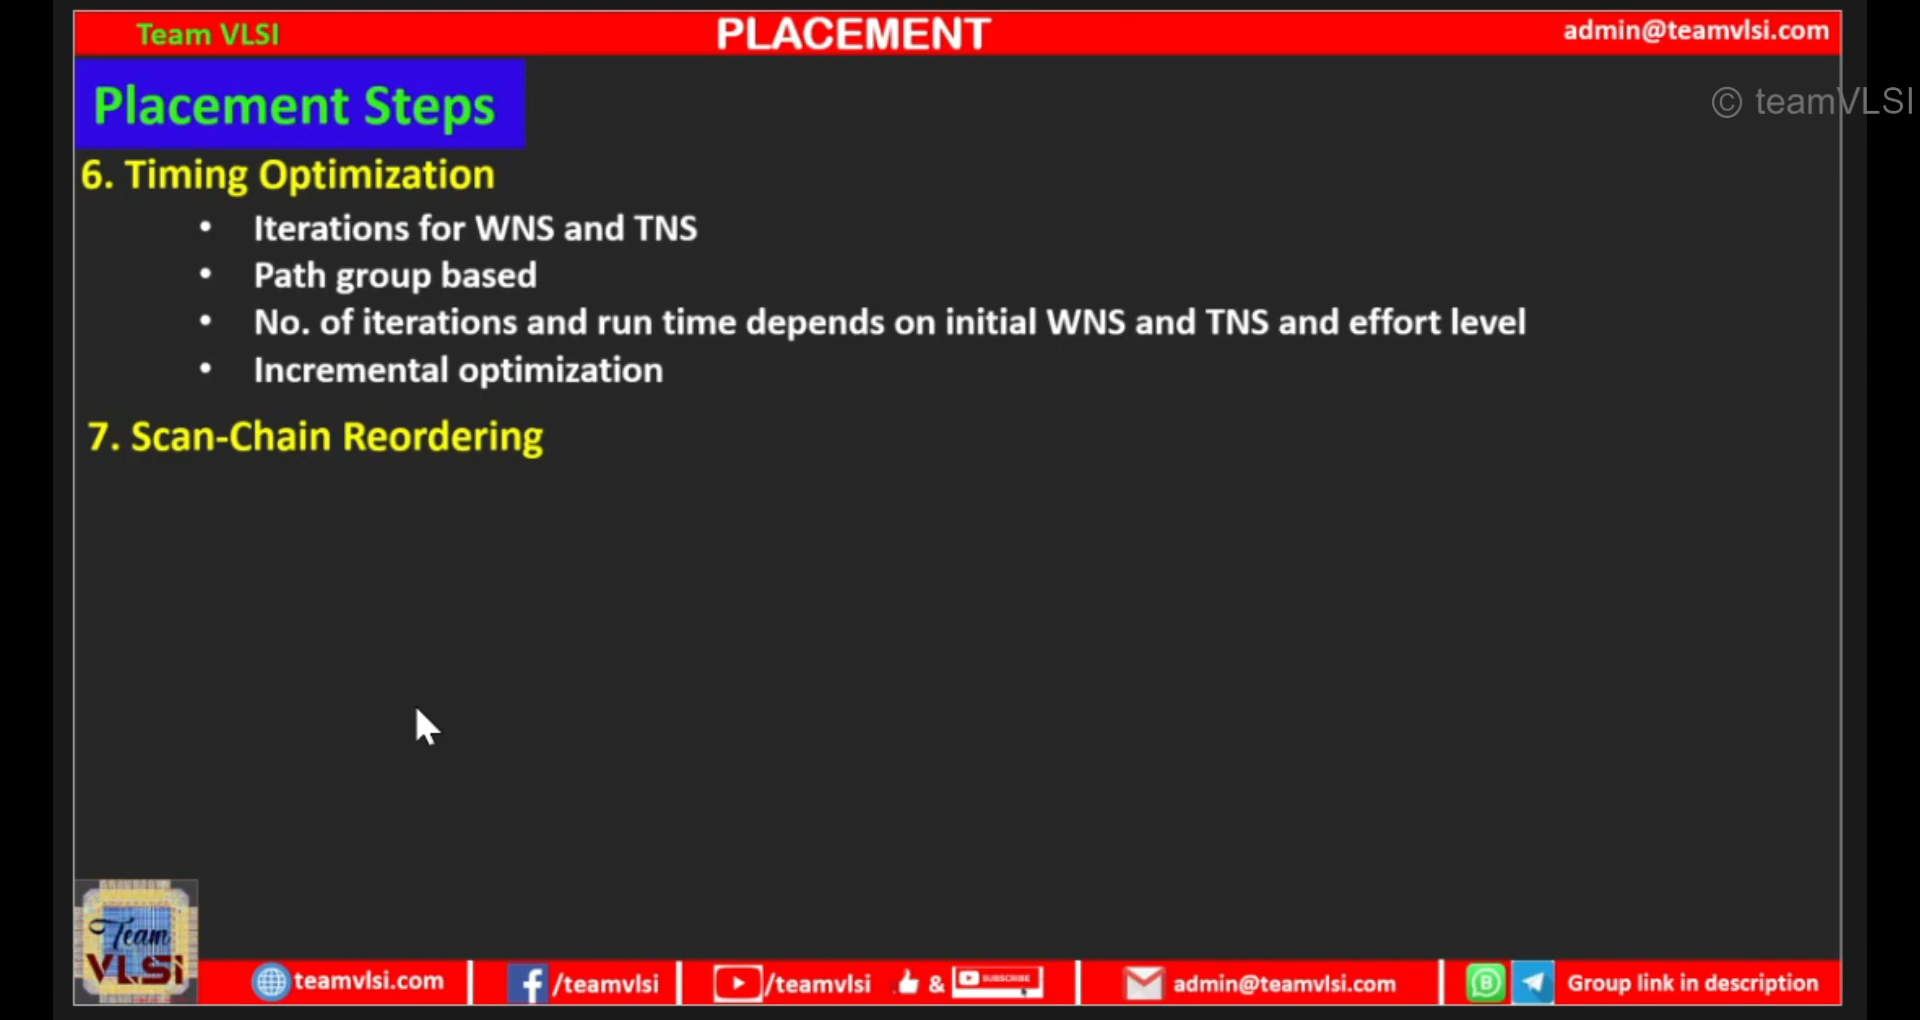 Team VLSI
PLACEMENT
admin@teamvlsi.com
Placement Steps
© teamVLSI
6. Timing Optimization
• Iterations for WNS and TNS
• Path group based
• No. of iterations and run time depends on initial WNS and TNS and effort level
• Incremental optimization
7. Scan-Chain Reordering
Team
VLSI
teamvlsi.com
/teamvlsi
/teamvlsi
&
SUBSCRIBE
admin@teamvlsi.com
B
Group link in description